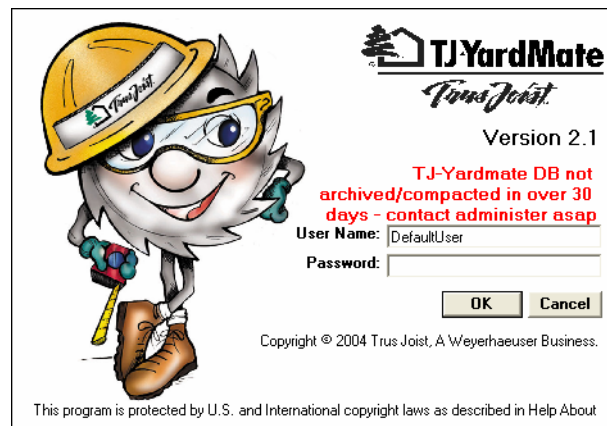 TrusJoist
TJ-YardMate
TrusJoist
Version 2.1
TJ-Yardmate DB not
archived/compacted in over 30
days - contact administer asap
User Name: DefaultUser
Password:
OK Cancel
Copyright © 2004 Trus Joist, A Weyerhaeuser Business.
This program is protected by U.S. and International copyright laws as described in Help About